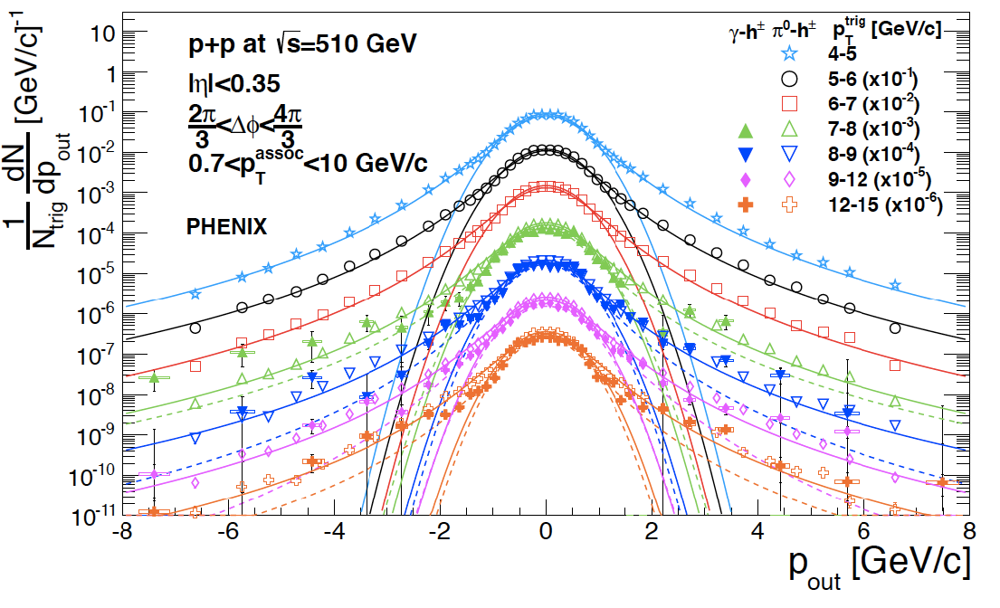 p+p at √s=510 GeV
|η|<0.35
2π/3<Δφ<4π/3
0.7<p_T^assoc<10 GeV/c
PHENIX
γ-h± π⁰-h± p_T^trig [GeV/c]
4-5
5-6 (x10⁻¹)
6-7 (x10⁻²)
7-8 (x10⁻³)
8-9 (x10⁻⁴)
9-12 (x10⁻⁵)
12-15 (x10⁻⁶)
1/N_trig dN/dp_out [GeV/c]⁻¹
10
1
10⁻¹
10⁻²
10⁻³
10⁻⁴
10⁻⁵
10⁻⁶
10⁻⁷
10⁻⁸
10⁻⁹
10⁻¹⁰
10⁻¹¹
-8 -6 -4 -2 0 2 4 6 8
p_out [GeV/c]